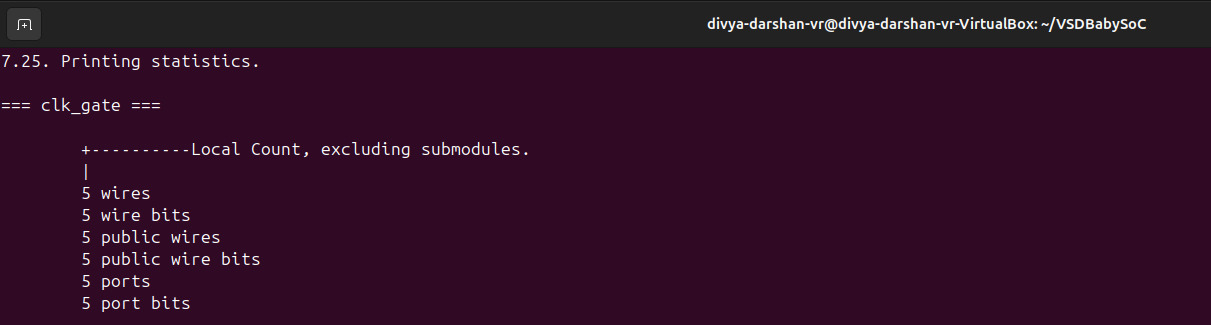 divya-darshan-vr@divya-darshan-vr-VirtualBox: ~/VSDBabySoC
7.25. Printing statistics.
=== clk_gate ===
+----------Local Count, excluding submodules.
|
5 wires
5 wire bits
5 public wires
5 public wire bits
5 ports
5 port bits